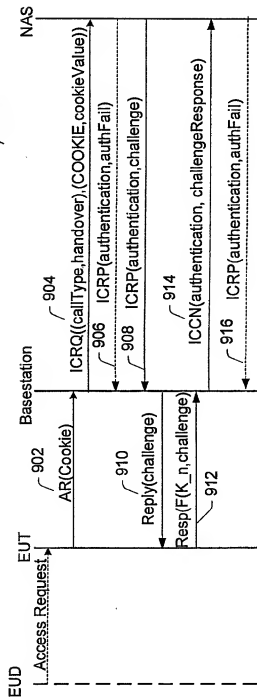 EUD
EUT
Basestation
NAS
Access Request
902
AR(Cookie)
904
ICRQ((callType,handover),(COOKIE,cookieValue))
906
ICRP(authentication,authFail)
908
ICRP(authentication,challenge)
910
Reply(challenge)
Resp(F(K_n,challenge)
912
914
ICCN(authentication, challengeResponse)
916
ICRP(authentication,authFail)